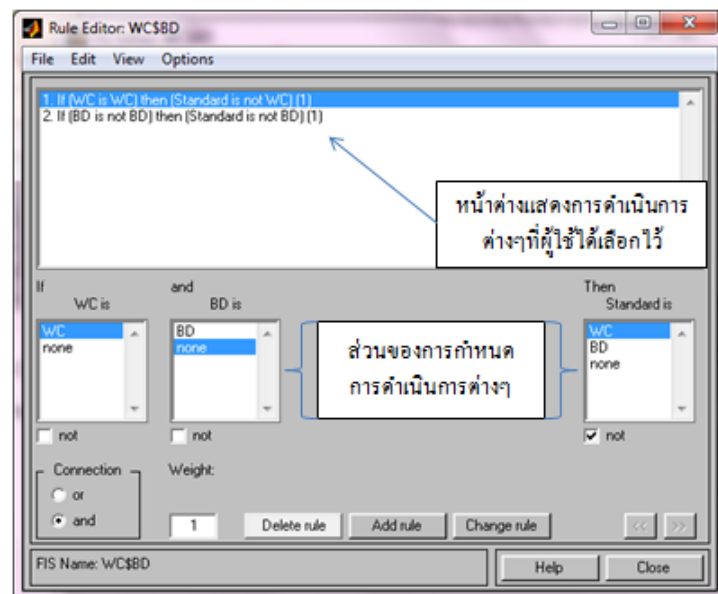 Rule Editor: WC$BD
File Edit View Options
1. If (WC is WC) then (Standard is not WC) (1)
2. If (BD is not BD) then (Standard is not BD) (1)
หน้าต่างแสดงการดำเนินการ
ต่างๆที่ผู้ใช้ได้เลือกไว้
If and Then
WC is BD is Standard is
WC
none
BD
none
ส่วนของการกำหนด
การดำเนินการต่างๆ
WC
BD
none
not not not
Connection Weight:
or
and
1 Delete rule Add rule Change rule << >>
FIS Name: WC$BD Help Close